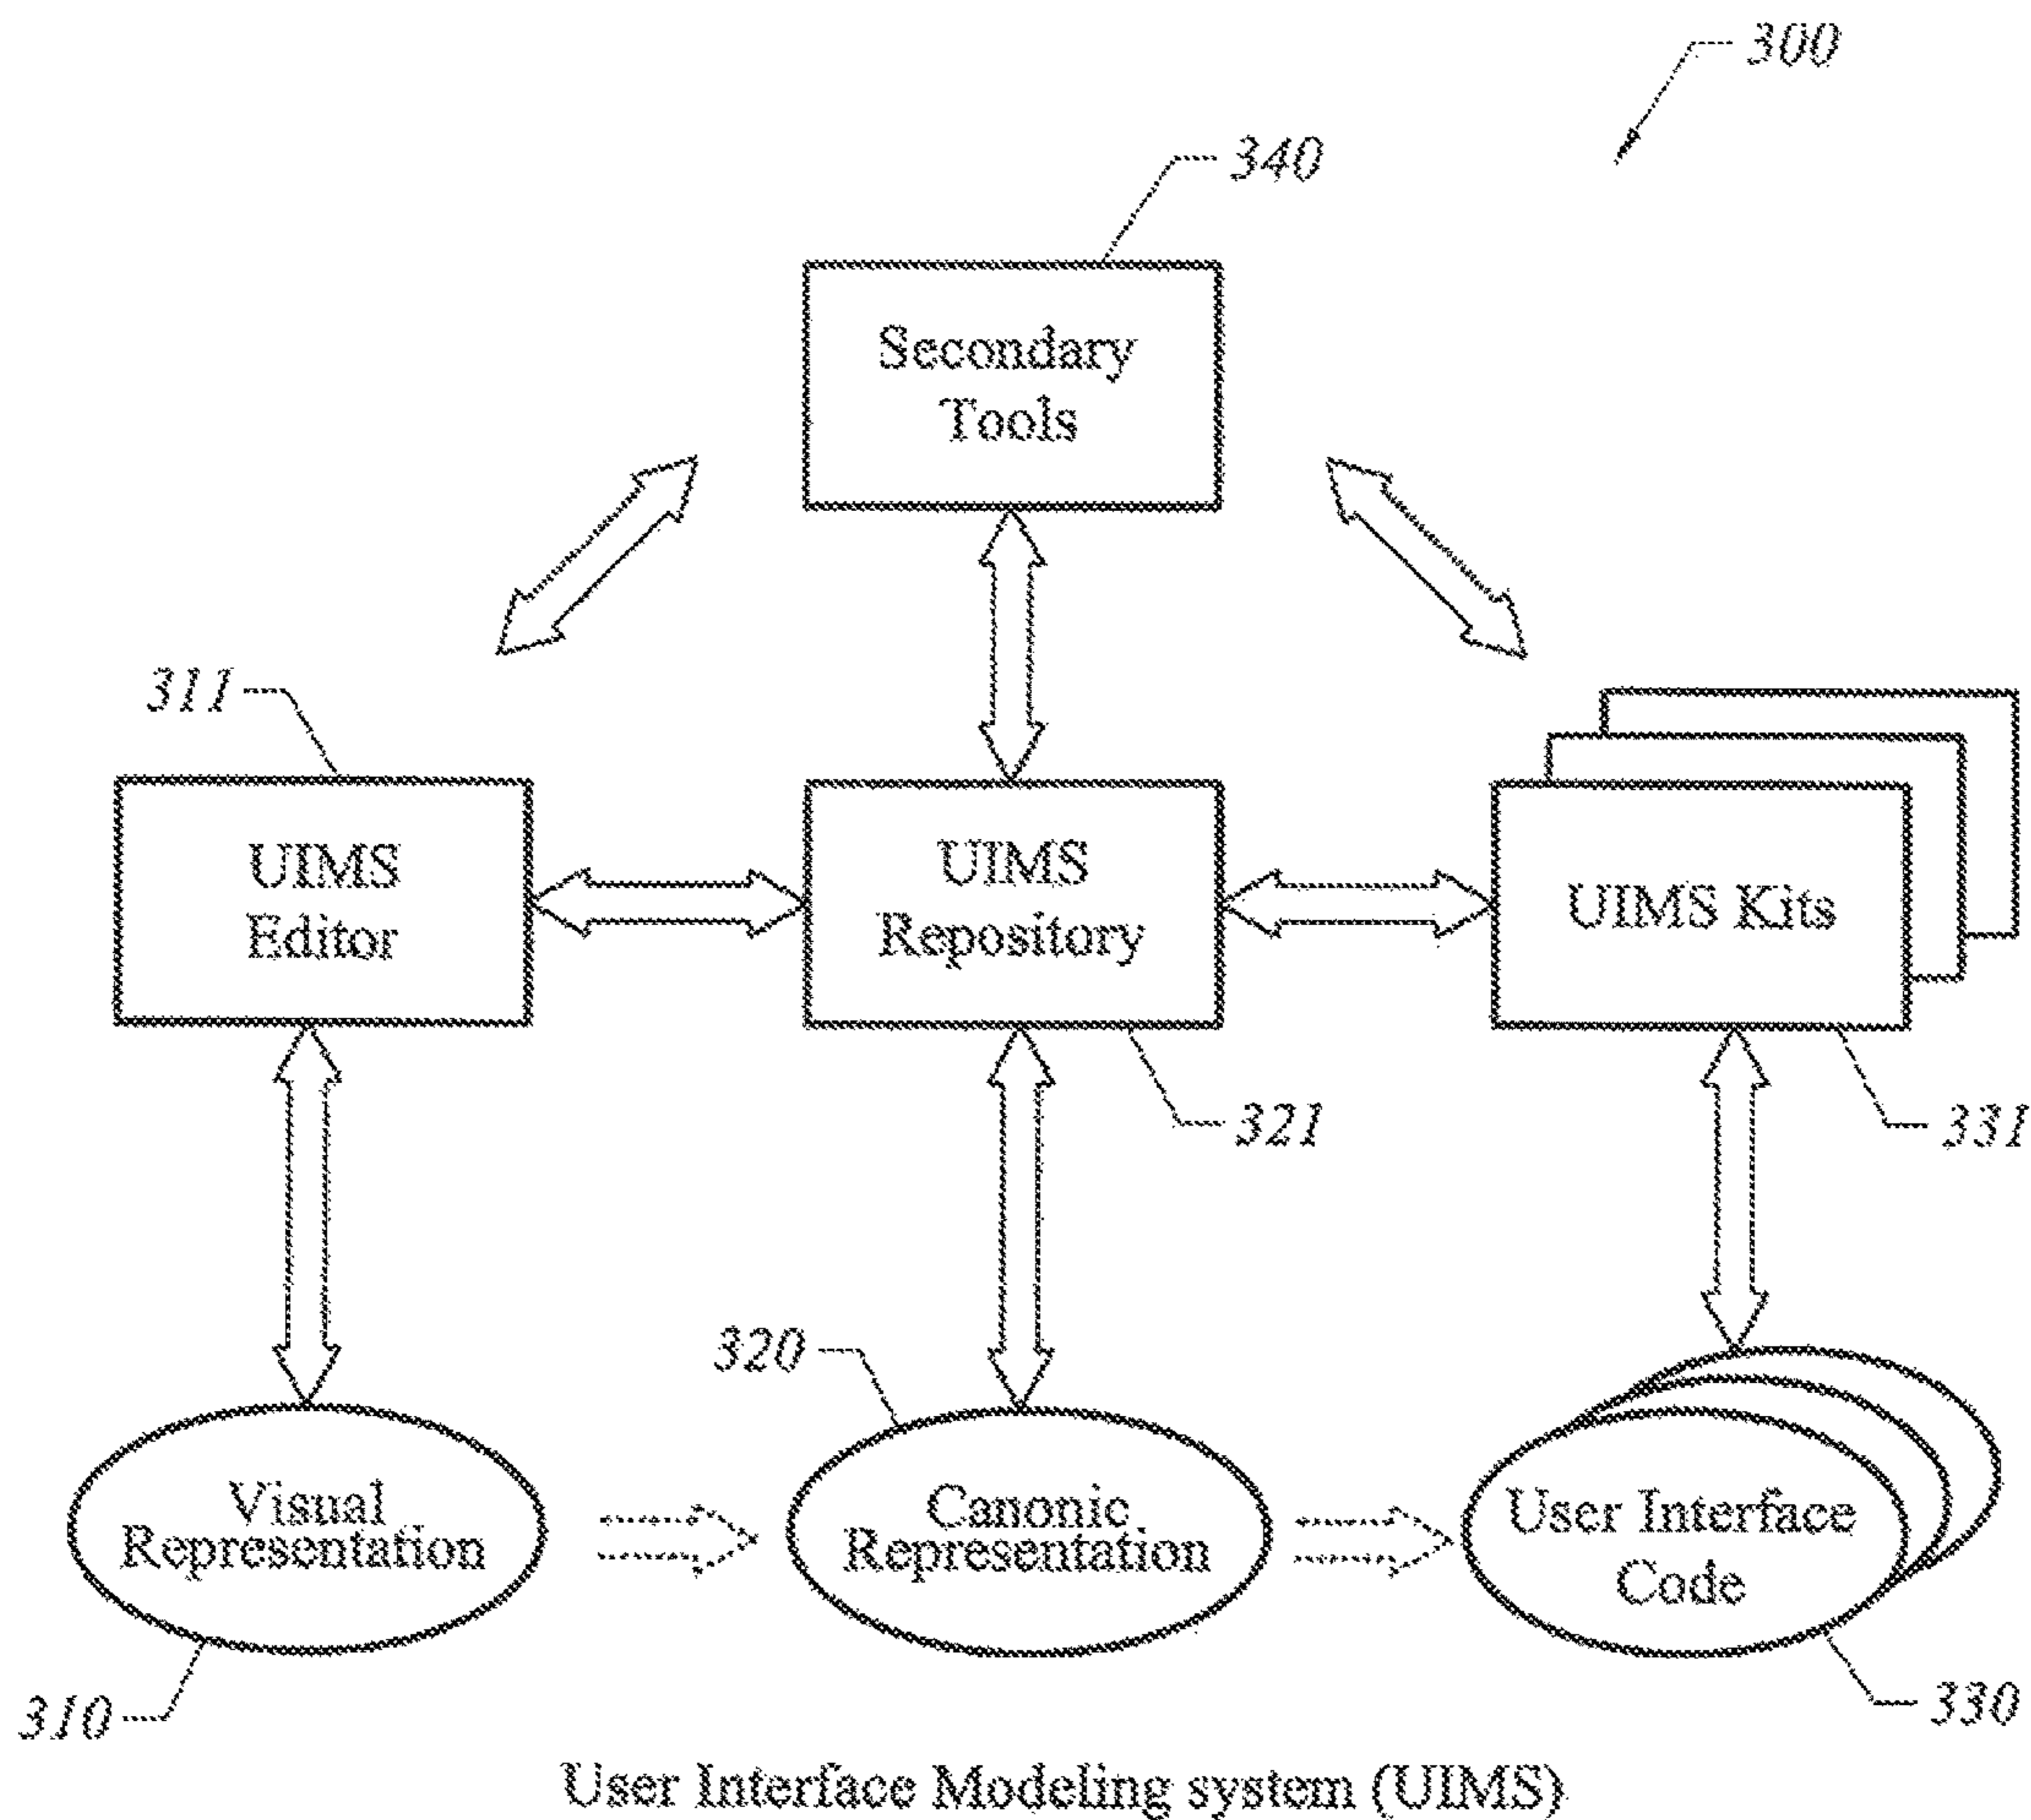 300
340
Secondary
Tools
311
UIMS
Editor
UIMS
Repository
UIMS Kits
321
331
320
Visual
Representation
Canonic
Representation
User Interface
Code
310
330
User Interface Modeling system (UIMS)